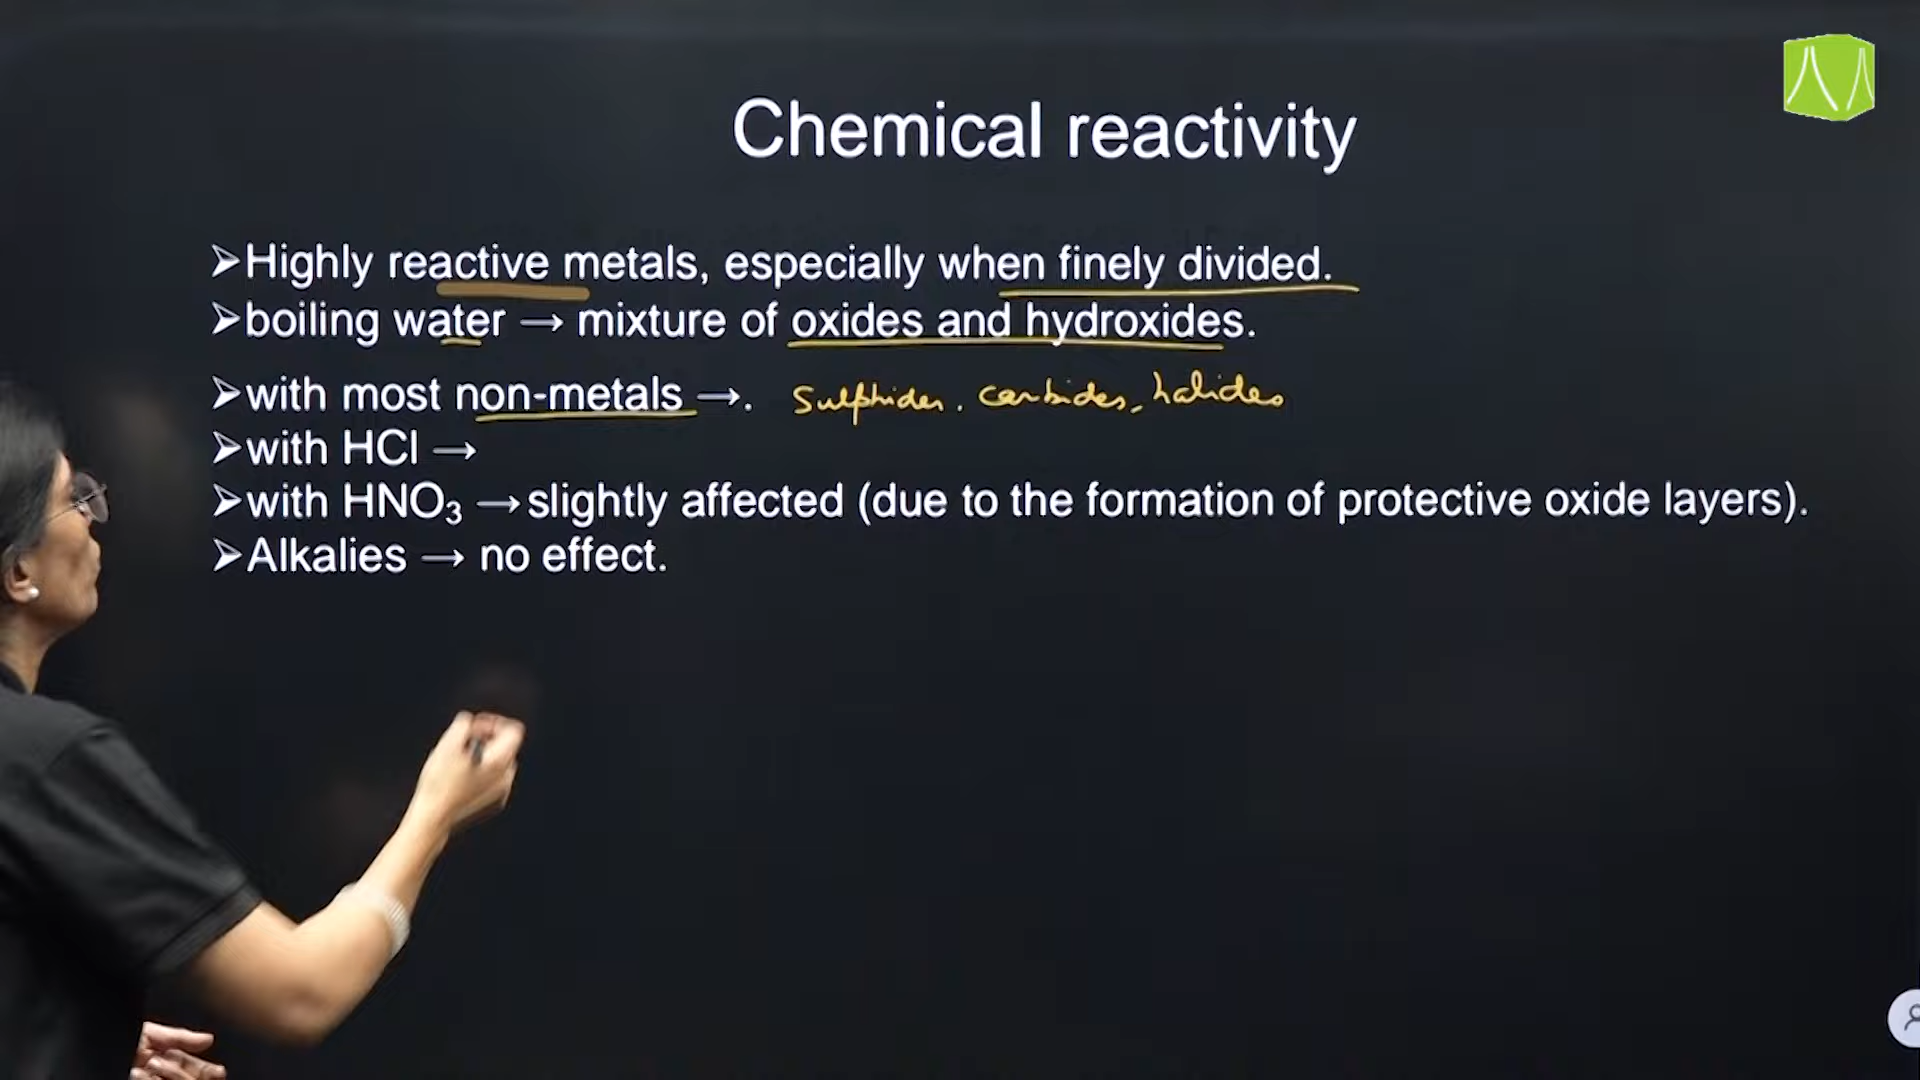 Chemical reactivity
➢Highly reactive metals, especially when finely divided.
➢boiling water → mixture of oxides and hydroxides.
➢with most non-metals →. Sulphides. carbides, halides
➢with HCl →
➢with HNO₃ →slightly affected (due to the formation of protective oxide layers).
➢Alkalies → no effect.